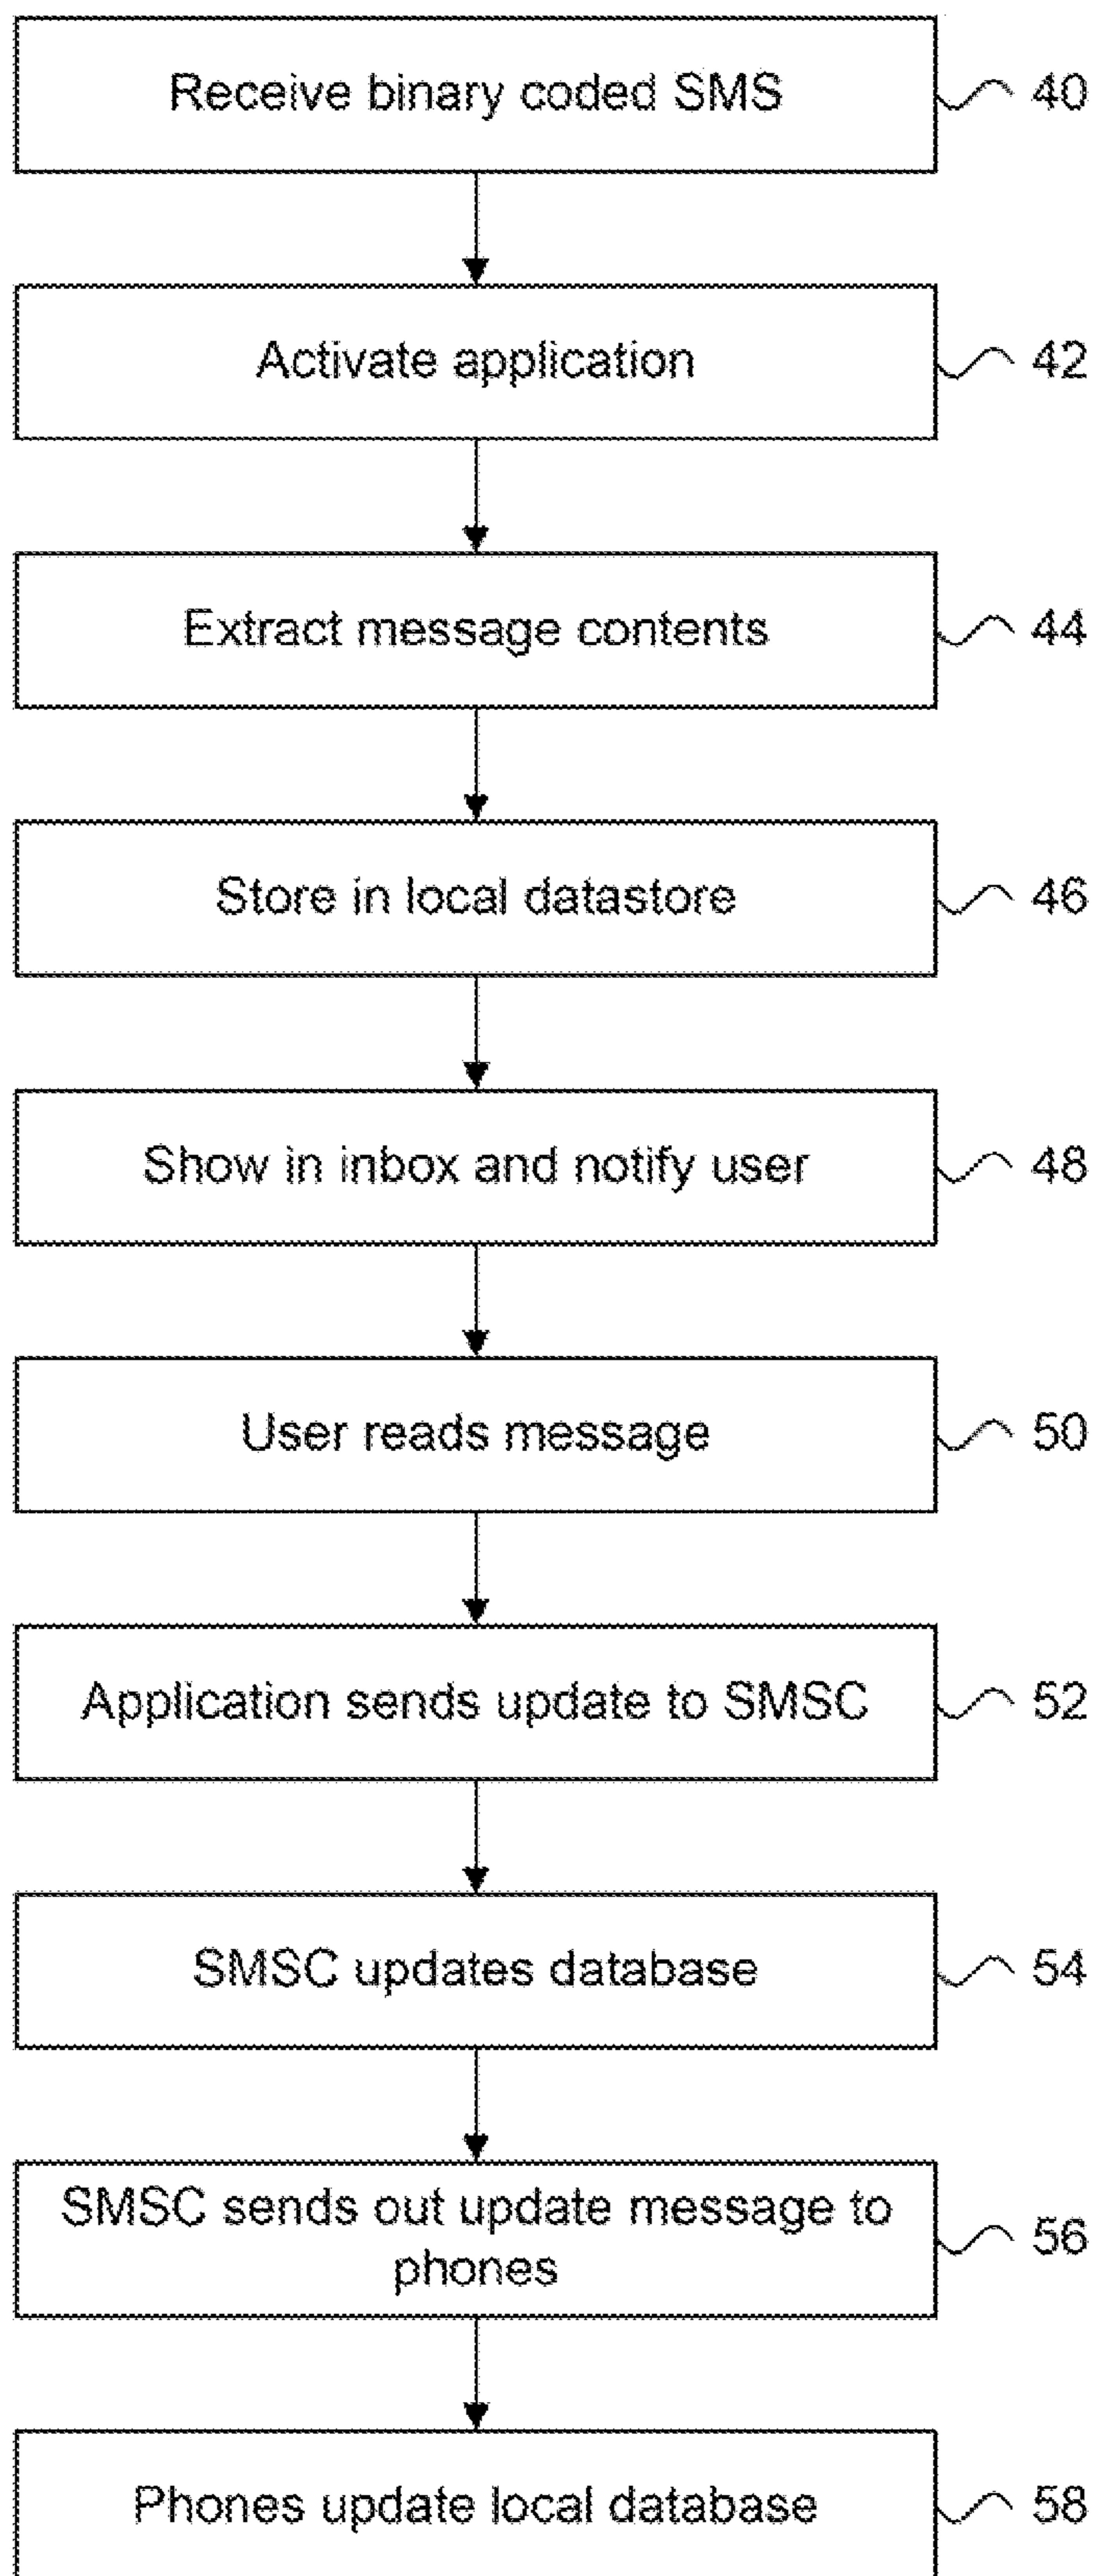 Receive binary coded SMS
40
Activate application
42
Extract message contents
44
Store in local datastore
46
Show in inbox and notify user
48
User reads message
50
Application sends update to SMSC
52
SMSC updates database
54
SMSC sends out update message to
phones
56
Phones update local database
58